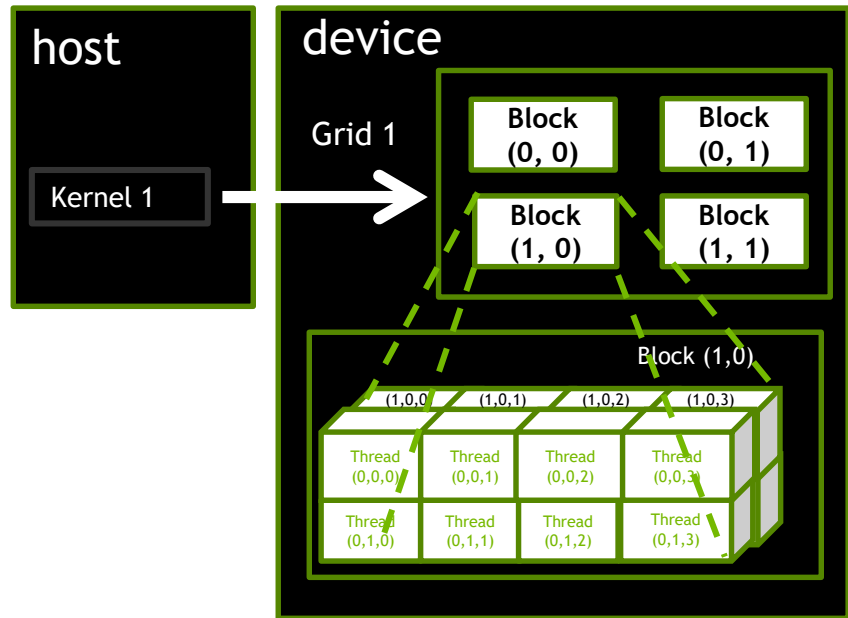 host
device
Grid 1
Kernel 1
Block
(0, 0)
Block
(0, 1)
Block
(1, 0)
Block
(1, 1)
Block (1,0)
(1,0,0)
(1,0,1)
(1,0,2)
(1,0,3)
Thread
(0,0,0)
Thread
(0,0,1)
Thread
(0,0,2)
Thread
(0,0,3)
Thread
(0,1,0)
Thread
(0,1,1)
Thread
(0,1,2)
Thread
(0,1,3)